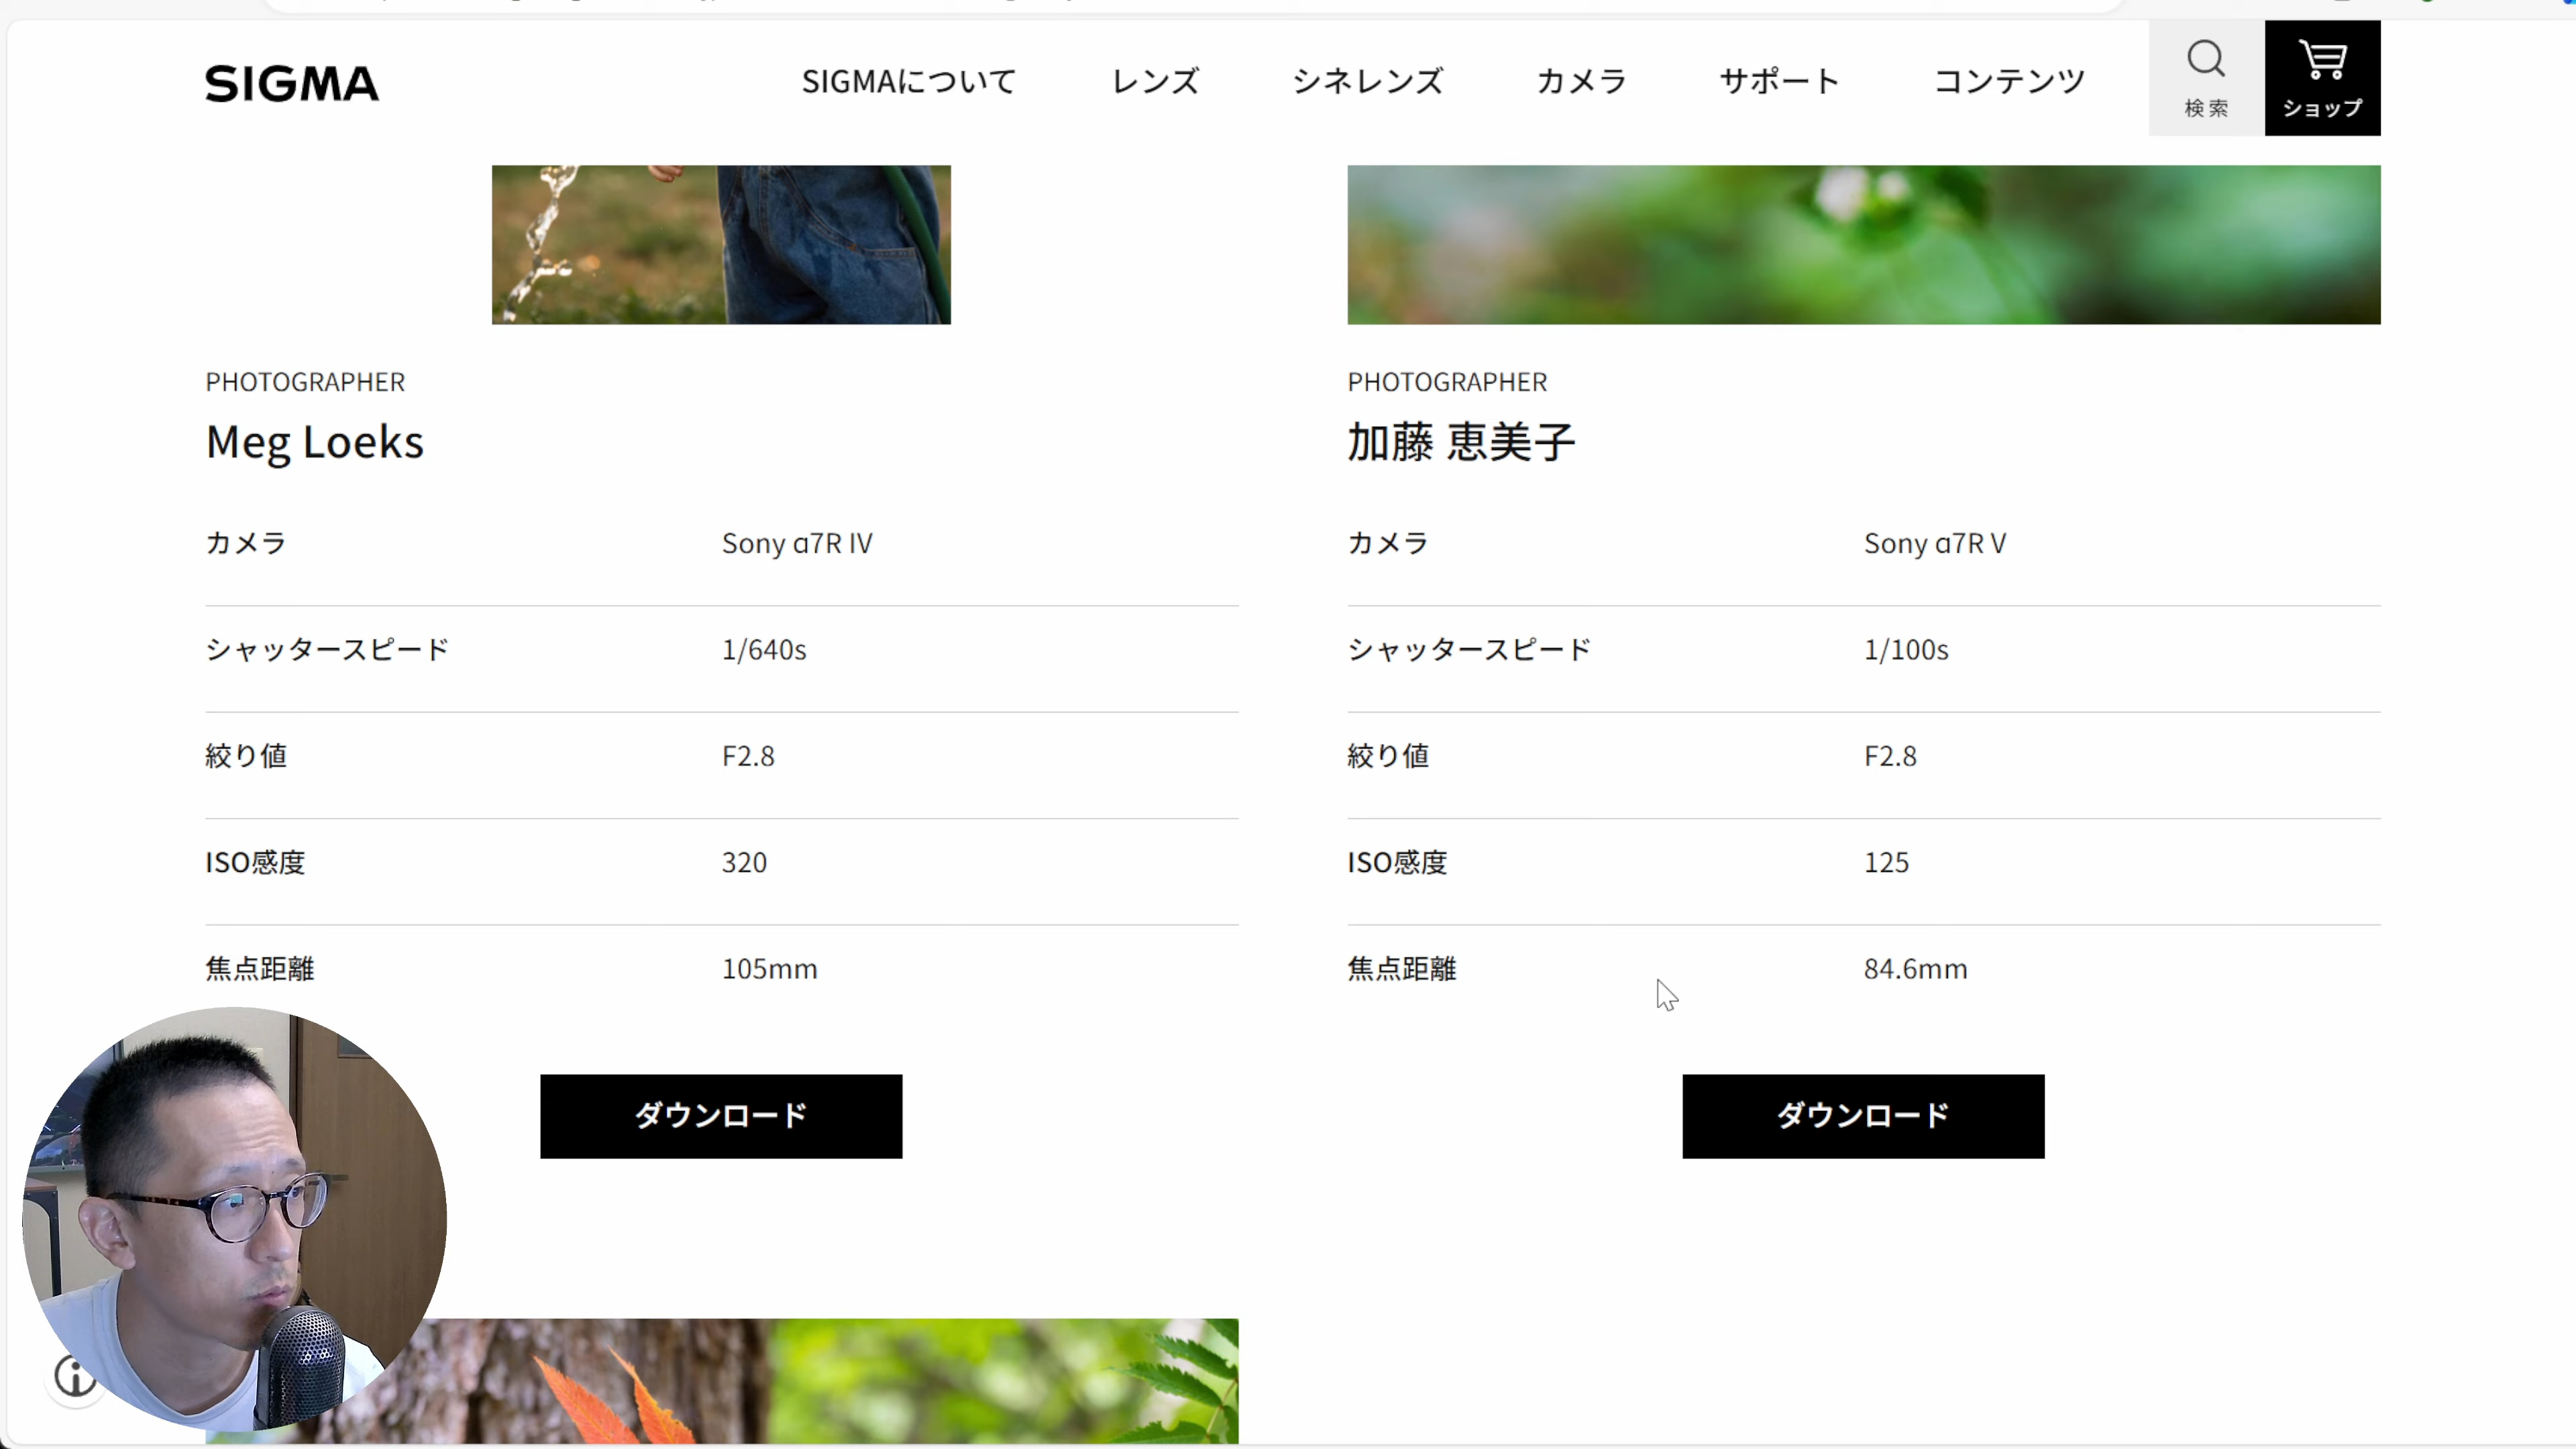 SIGMA
SIGMAについて
レンズ
シネレンズ
カメラ
サポート
コンテンツ
検索
ショップ
PHOTOGRAPHER
Meg Loeks
カメラ Sony α7R IV
シャッタースピード 1/640s
絞り値 F2.8
ISO感度 320
焦点距離 105mm
ダウンロード
PHOTOGRAPHER
加藤 恵美子
カメラ Sony α7R V
シャッタースピード 1/100s
絞り値 F2.8
ISO感度 125
焦点距離 84.6mm
ダウンロード